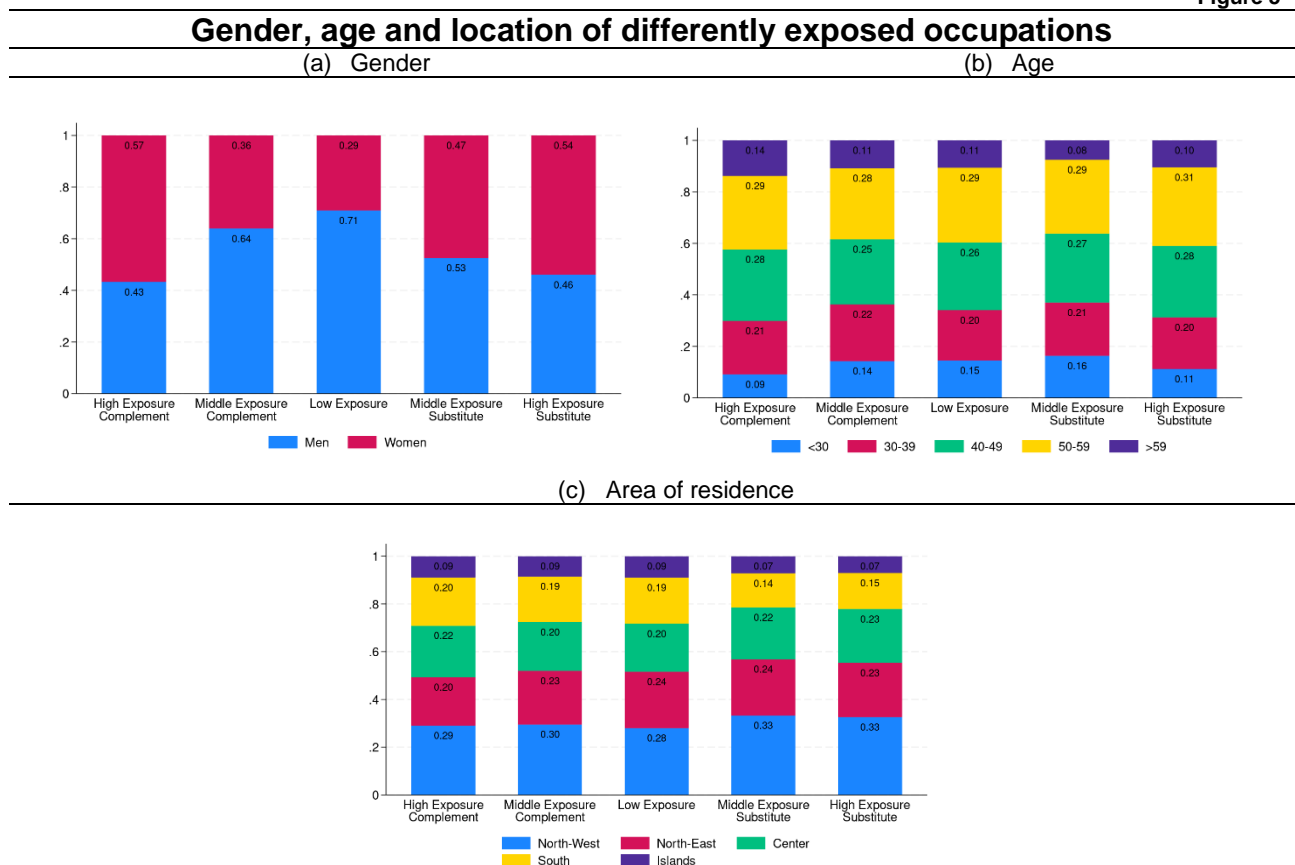 Gender, age and location of differently exposed occupations
(a) Gender
(b) Age
1
.8
.6
.4
.2
0
0.57 0.36 0.29 0.47 0.54
0.43 0.64 0.71 0.53 0.46
High Exposure Complement
Middle Exposure Complement
Low Exposure
Middle Exposure Substitute
High Exposure Substitute
Men Women
1
.8
.6
.4
.2
0
0.14 0.11 0.11 0.08 0.10
0.29 0.28 0.29 0.29 0.31
0.28 0.25 0.26 0.27 0.28
0.21 0.22 0.20 0.21 0.20
0.09 0.14 0.15 0.16 0.11
High Exposure Complement
Middle Exposure Complement
Low Exposure
Middle Exposure Substitute
High Exposure Substitute
<30 30-39 40-49 50-59 >59
(c) Area of residence
1
.8
.6
.4
.2
0
0.09 0.09 0.09 0.07 0.07
0.20 0.19 0.19 0.14 0.15
0.22 0.20 0.20 0.22 0.23
0.20 0.23 0.24 0.24 0.23
0.29 0.30 0.28 0.33 0.33
High Exposure Complement
Middle Exposure Complement
Low Exposure
Middle Exposure Substitute
High Exposure Substitute
North-West North-East Center
South Islands